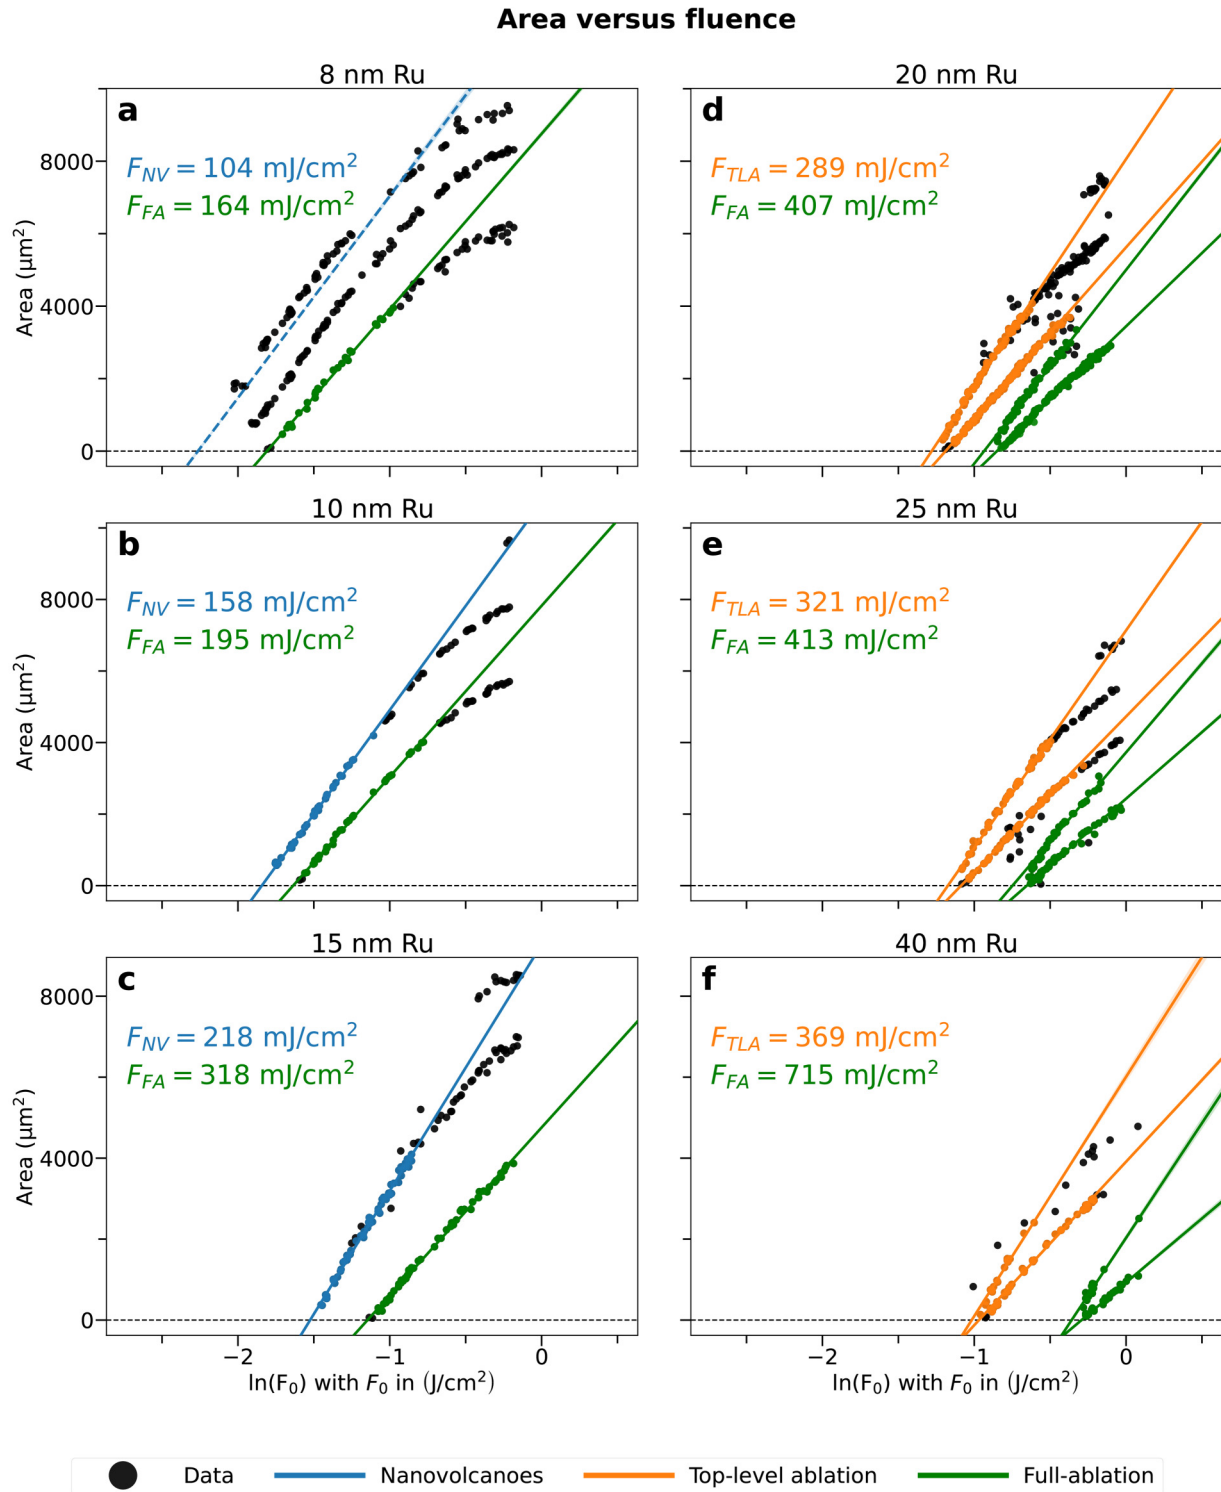 Area versus fluence
8 nm Ru
a
F_NV = 104 mJ/cm²
F_FA = 164 mJ/cm²
8000
4000
0
Area (μm²)
20 nm Ru
d
F_TLA = 289 mJ/cm²
F_FA = 407 mJ/cm²
10 nm Ru
b
F_NV = 158 mJ/cm²
F_FA = 195 mJ/cm²
8000
4000
0
Area (μm²)
25 nm Ru
e
F_TLA = 321 mJ/cm²
F_FA = 413 mJ/cm²
15 nm Ru
c
F_NV = 218 mJ/cm²
F_FA = 318 mJ/cm²
8000
4000
0
Area (μm²)
−2 −1 0
ln(F₀) with F₀ in (J/cm²)
40 nm Ru
f
F_TLA = 369 mJ/cm²
F_FA = 715 mJ/cm²
−2 −1 0
ln(F₀) with F₀ in (J/cm²)
Data Nanovolcanoes Top-level ablation Full-ablation